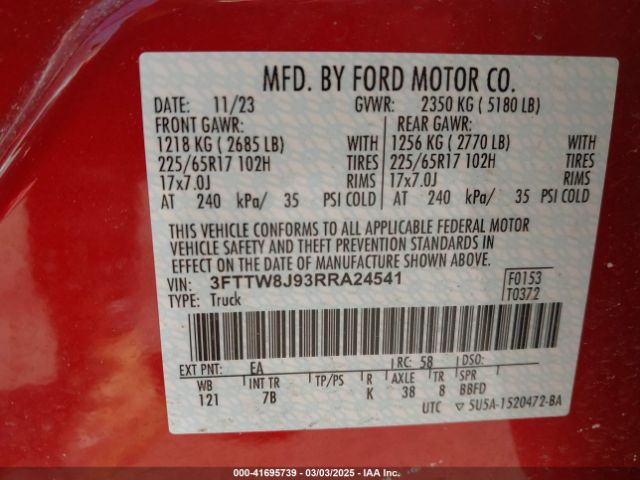 MFD. BY FORD MOTOR CO.
DATE: 11/23 GVWR: 2350 KG ( 5180 LB)
FRONT GAWR: REAR GAWR:
1218 KG ( 2685 LB) WITH 1256 KG ( 2770 LB) WITH
225/65R17 102H TIRES 225/65R17 102H TIRES
17x7.0J RIMS 17x7.0J RIMS
AT 240 kPa/ 35 PSI COLD AT 240 kPa/ 35 PSI COLD
THIS VEHICLE CONFORMS TO ALL APPLICABLE FEDERAL MOTOR
VEHICLE SAFETY AND THEFT PREVENTION STANDARDS IN
EFFECT ON THE DATE OF MANUFACTURE SHOWN ABOVE.
VIN: 3FTTW8J93RRA24541 F0153
TYPE: Truck T0372
EXT PNT: EA RC: 58 DSO:
WB INT TR TP/PS R AXLE TR SPR
121 7B K 38 8 BBFD
UTC ▽ 5U5A-1520472-BA
000-41695739 - 03/03/2025 - IAA Inc.